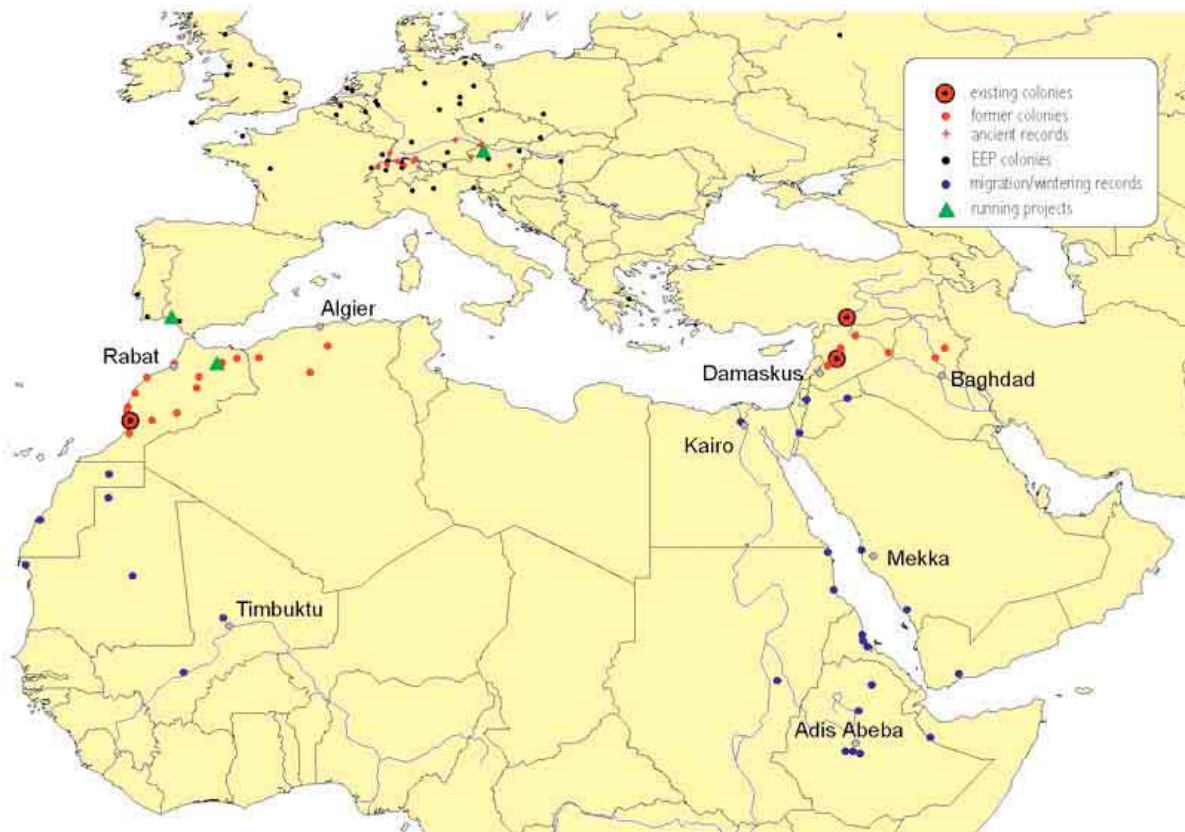 existing colonies
former colonies
ancient records
EEP colonies
migration/wintering records
running projects
Algier
Rabat
Damaskus
Baghdad
Kairo
Mekka
Timbuktu
Adis Abeba